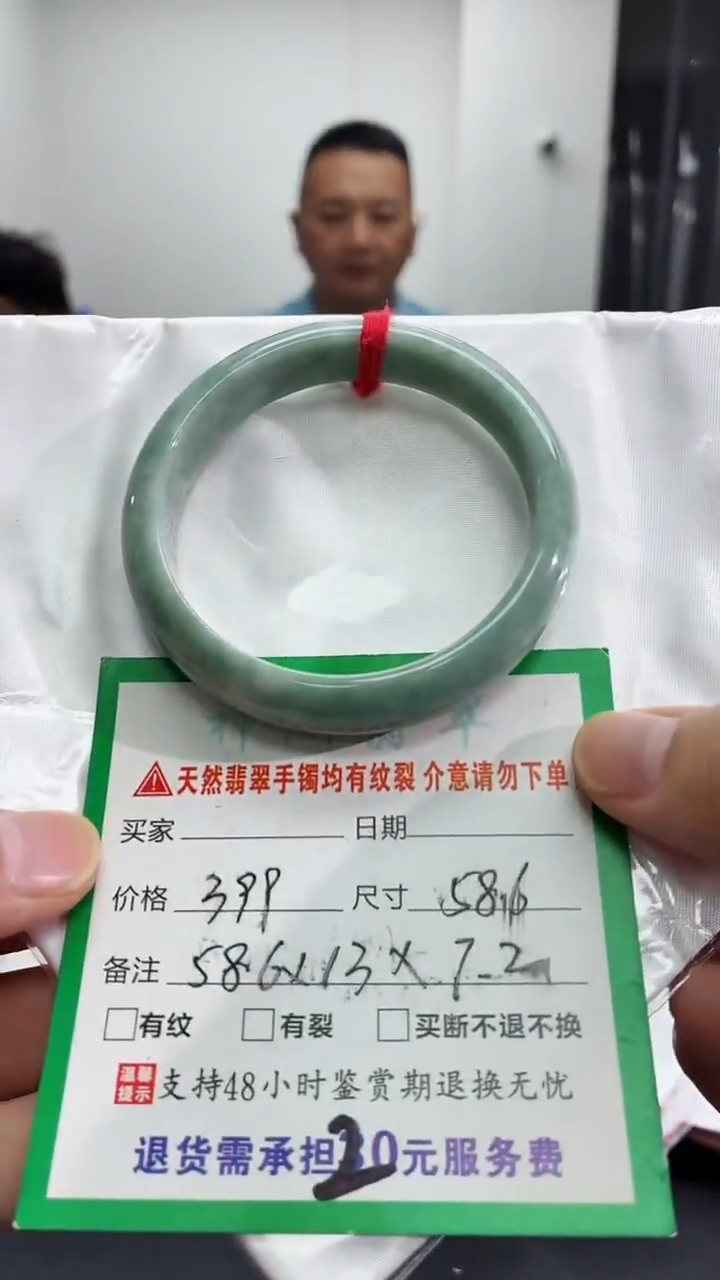 天然翡翠手镯均有纹裂 介意请勿下单
买家 日期
价格 399 尺寸 58.6
备注 58.6x13x7.2
有纹 有裂 买断不退不换
温馨提示 支持48小时鉴赏期退换无忧
退货需承担20元服务费